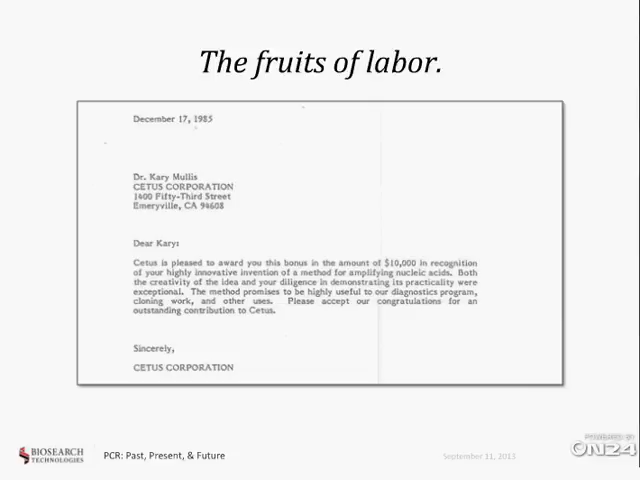 The fruits of labor.
December 17, 1985
Dr. Kary Mullis
CETUS CORPORATION
1400 Fifty-Third Street
Emeryville, CA 94608
Dear Kary:
Cetus is pleased to award you this bonus in the amount of $10,000 in recognition
of your highly innovative invention of a method for amplifying nucleic acids. Both
the creativity of the idea and your diligence in demonstrating its practicality were
exceptional. The method promises to be highly useful to our diagnostics program,
cloning work, and other uses. Please accept our congratulations for an
outstanding contribution to Cetus.
Sincerely,
CETUS CORPORATION
BIOSEARCH
TECHNOLOGIES
PCR: Past, Present, & Future
September 11, 2013
POWERED BY
ON24